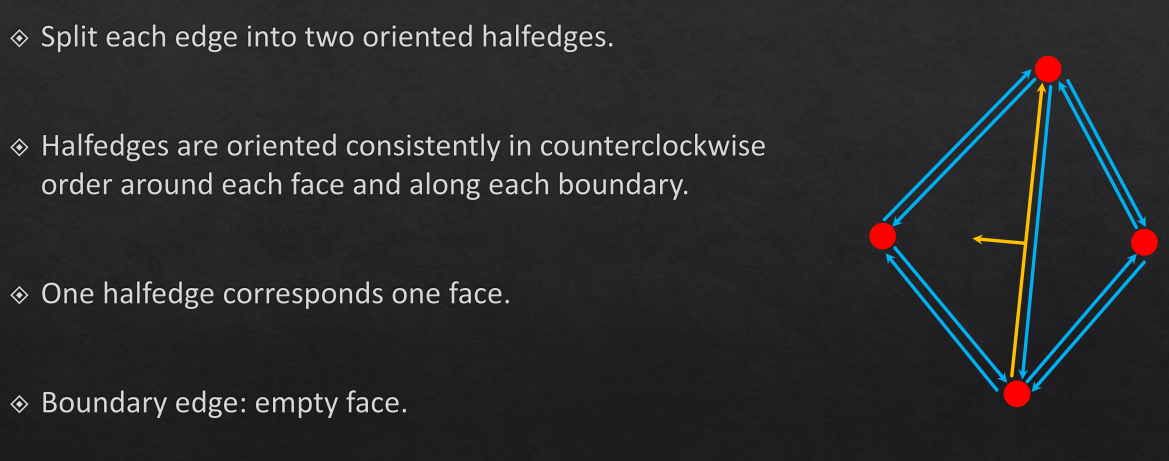 Split each edge into two oriented halfedges.
Halfedges are oriented consistently in counterclockwise
order around each face and along each boundary.
One halfedge corresponds one face.
Boundary edge: empty face.